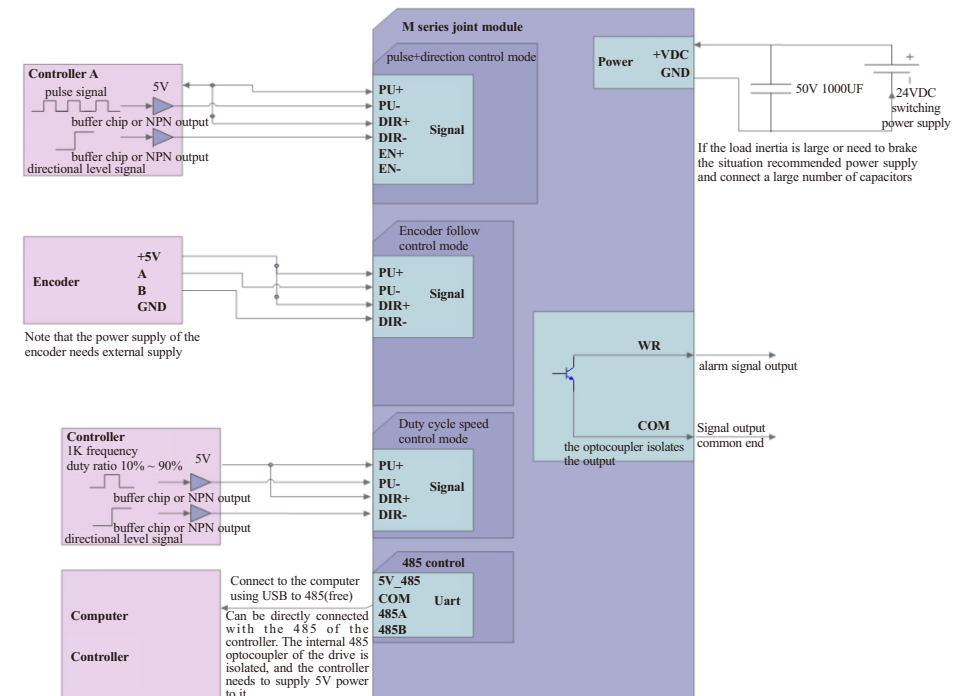 M series joint module
pulse+direction control mode
Controller A
pulse signal
5V
buffer chip or NPN output
buffer chip or NPN output
directional level signal
PU+
PU-
DIR+
DIR-
EN+
EN-
Signal
Power
+VDC
GND
50V 1000UF
+
24VDC
switching
power supply
If the load inertia is large or need to brake
the situation recommended power supply
and connect a large number of capacitors
Encoder follow
control mode
Encoder
+5V
A
B
GND
PU+
PU-
DIR+
DIR-
Signal
Note that the power supply of the
encoder needs external supply
WR
alarm signal output
COM
Signal output
common end
the optocoupler isolates
the output
Duty cycle speed
control mode
Controller
1K frequency
duty ratio 10% ~ 90%
5V
buffer chip or NPN output
buffer chip or NPN output
directional level signal
PU+
PU-
DIR+
DIR-
Signal
485 control
5V_485
COM
485A
485B
Uart
Connect to the computer
using USB to 485(free)
Computer
Controller
Can be directly connected
with the 485 of the
controller. The internal 485
optocoupler of the drive is
isolated, and the controller
needs to supply 5V power
to it